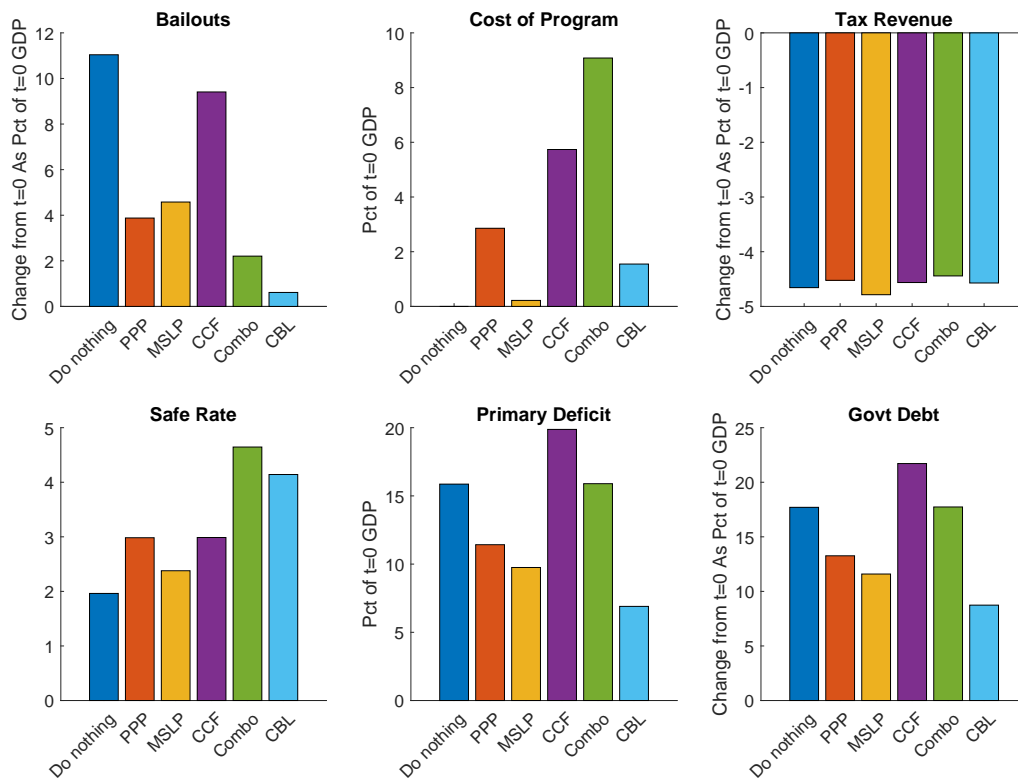 Bailouts
Change from t=0 As Pct of t=0 GDP
12
10
8
6
4
2
0
Do nothing
PPP
MSLP
CCF
Combo
CBL
Cost of Program
Pct of t=0 GDP
10
8
6
4
2
0
Do nothing
PPP
MSLP
CCF
Combo
CBL
Tax Revenue
Change from t=0 As Pct of t=0 GDP
0
-1
-2
-3
-4
-5
Do nothing
PPP
MSLP
CCF
Combo
CBL
Safe Rate
5
4
3
2
1
0
Do nothing
PPP
MSLP
CCF
Combo
CBL
Primary Deficit
Pct of t=0 GDP
20
15
10
5
0
Do nothing
PPP
MSLP
CCF
Combo
CBL
Govt Debt
Change from t=0 As Pct of t=0 GDP
25
20
15
10
5
0
Do nothing
PPP
MSLP
CCF
Combo
CBL